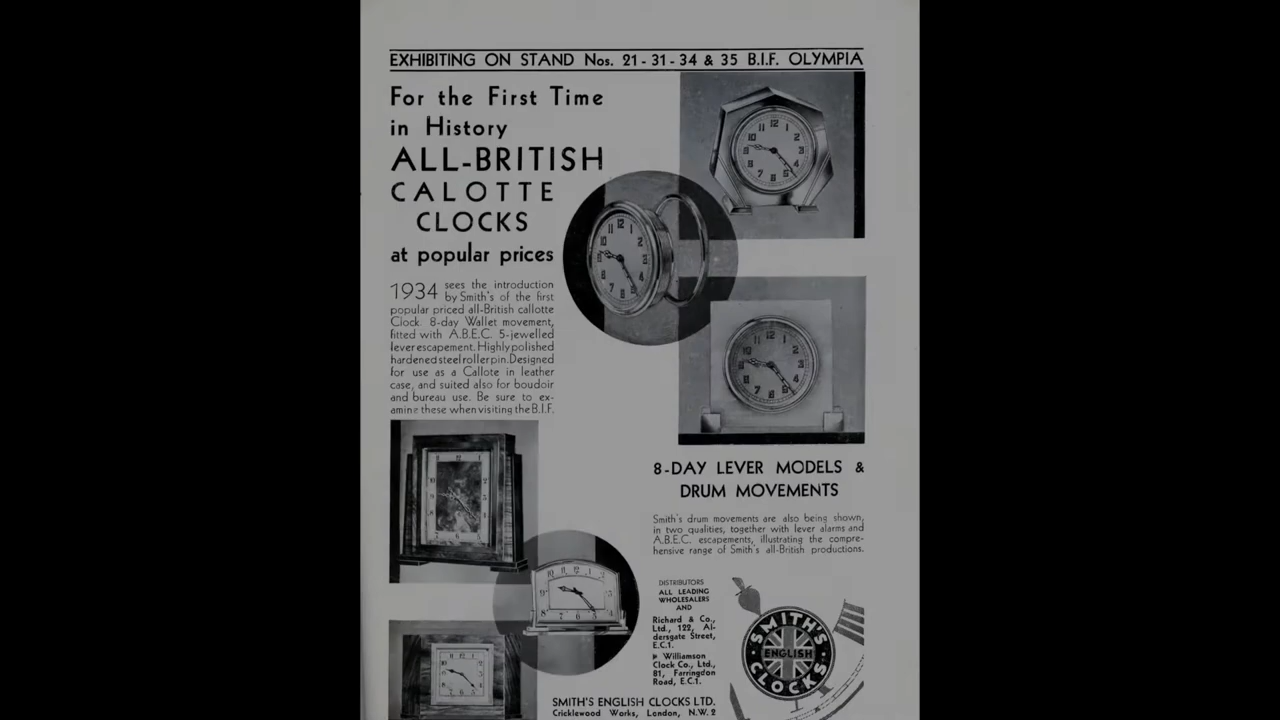 EXHIBITING ON STAND Nos. 21 - 31 - 34 & 35 B.I.F. OLYMPIA
For the First Time
in History
ALL-BRITISH
CALOTTE
CLOCKS
at popular prices
1934 sees the introduction
by Smith's of the first
popular priced all-British callotte
Clock. 8-day Wallet movement,
fitted with A.B.E.C. 5-jewelled
lever escapement. Highly polished
hardened steel roller pin. Designed
for use as a Callote in leather
case, and suited also for boudoir
and bureau use. Be sure to ex-
amine these when visiting the B.I.F.
8-DAY LEVER MODELS &
DRUM MOVEMENTS
Smith's drum movements are also being shown,
in two qualities, together with lever alarms and
A.B.E.C. escapements, illustrating the compre-
hensive range of Smith's all-British productions.
DISTRIBUTORS
ALL LEADING
WHOLESALERS
AND
Richard & Co.,
Ltd., 122, Al-
dersgate Street,
E.C.1.
Williamson
Clock Co., Ltd.,
81, Farringdon
Road, E.C.1.
SMITH'S
ENGLISH
CLOCKS
SMITH'S ENGLISH CLOCKS LTD.
Cricklewood Works, London, N.W.2